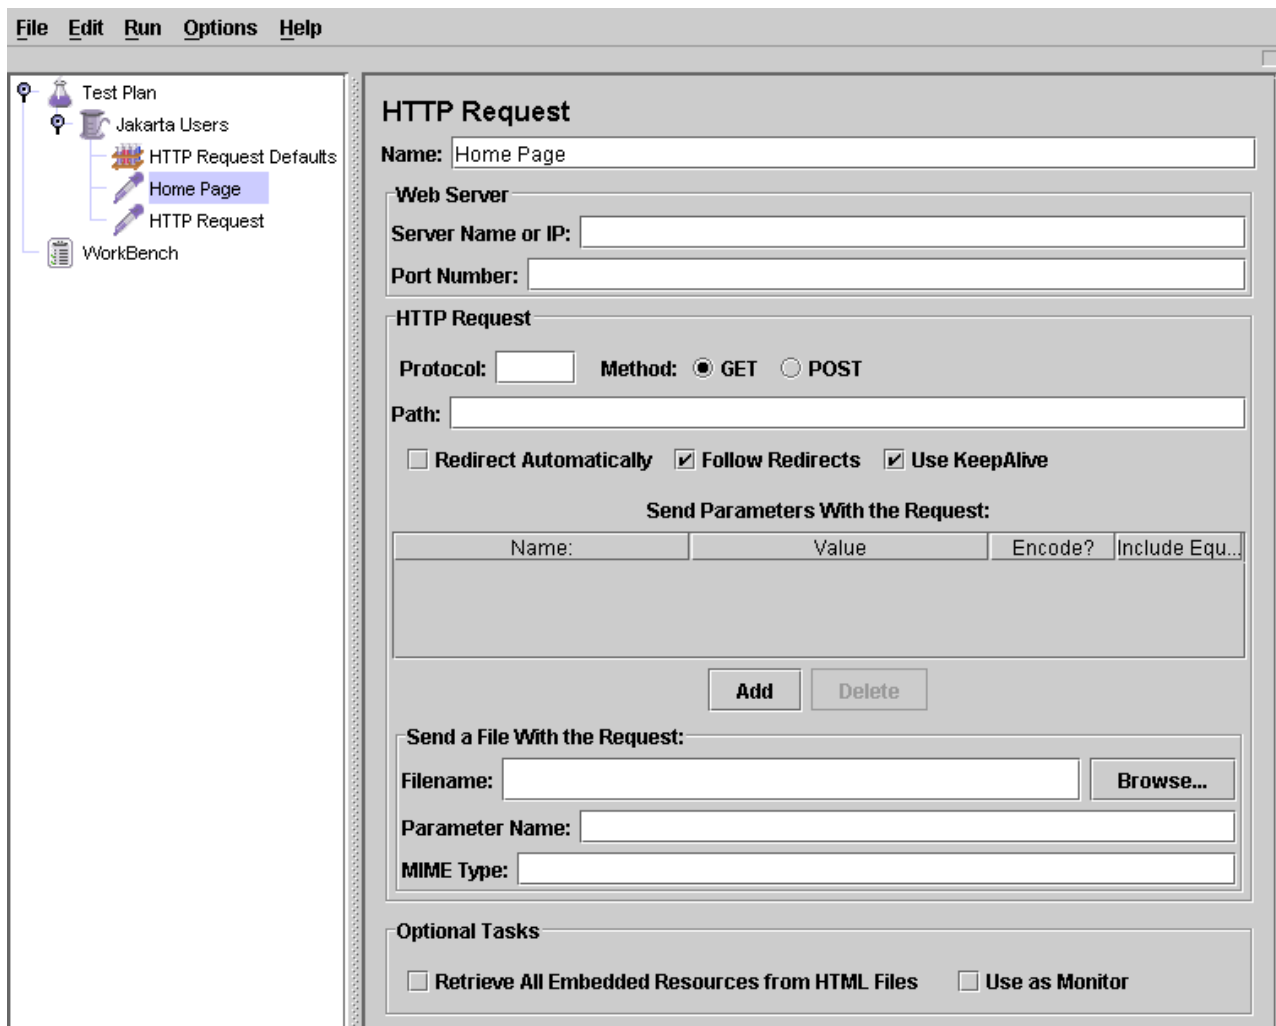 File Edit Run Options Help
Test Plan
Jakarta Users
HTTP Request Defaults
Home Page
HTTP Request
WorkBench
HTTP Request
Name: Home Page
Web Server
Server Name or IP:
Port Number:
HTTP Request
Protocol: Method: GET POST
Path:
Redirect Automatically Follow Redirects Use KeepAlive
Send Parameters With the Request:
Name: Value Encode? Include Equ...
Add Delete
Send a File With the Request:
Filename: Browse...
Parameter Name:
MIME Type:
Optional Tasks
Retrieve All Embedded Resources from HTML Files Use as Monitor